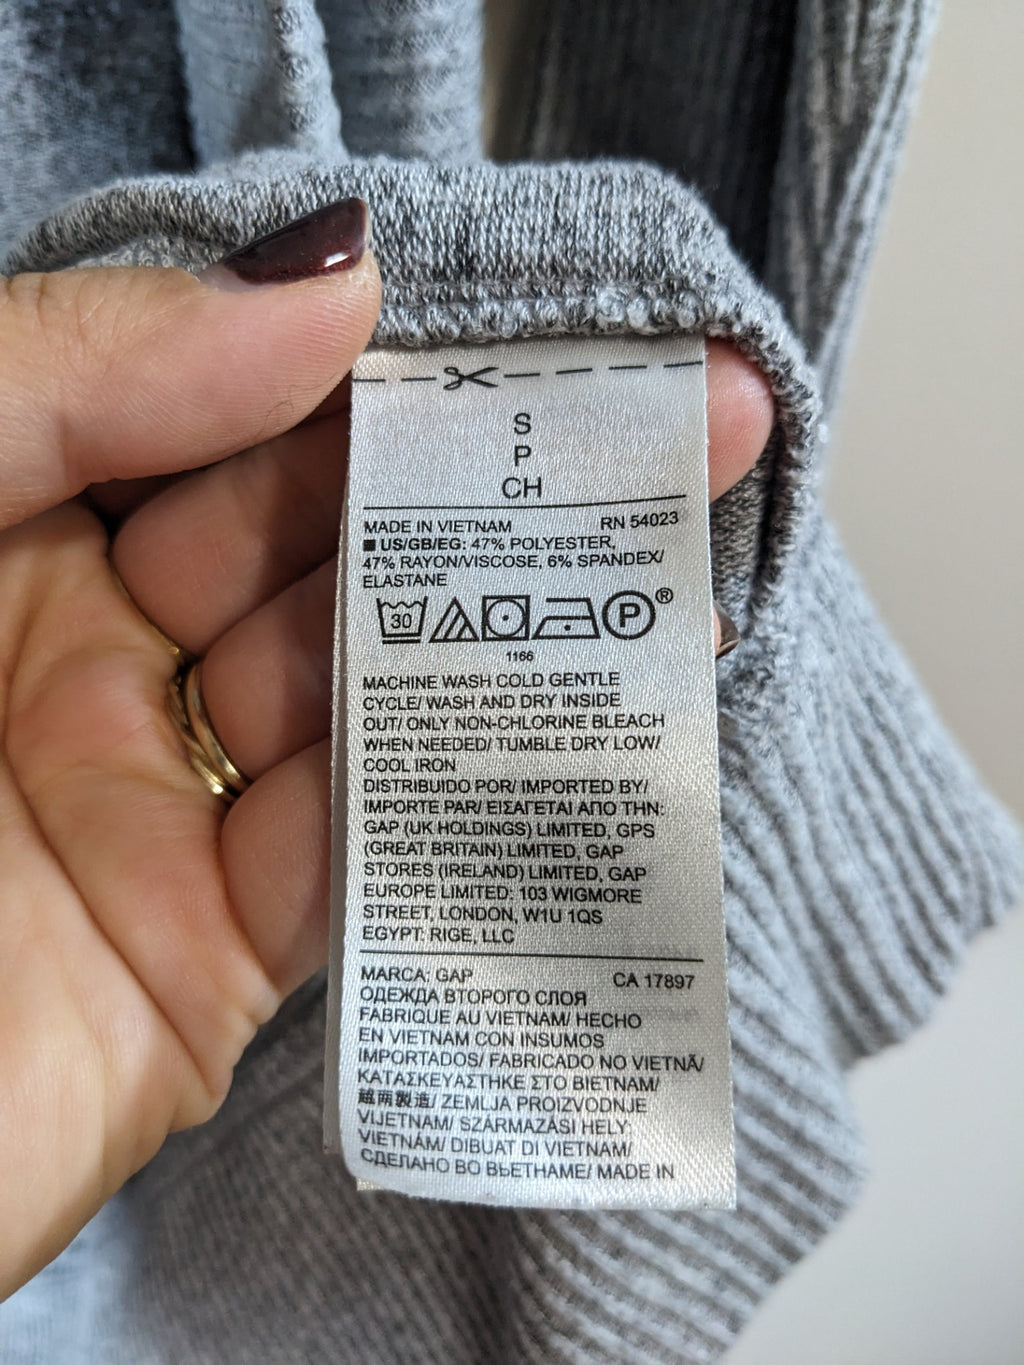 S
P
CH
MADE IN VIETNAM RN 54023
US/GB/EG: 47% POLYESTER,
47% RAYON/VISCOSE, 6% SPANDEX/
ELASTANE
30 P ®
1166
MACHINE WASH COLD GENTLE
CYCLE/ WASH AND DRY INSIDE
OUT/ ONLY NON-CHLORINE BLEACH
WHEN NEEDED/ TUMBLE DRY LOW/
COOL IRON
DISTRIBUIDO POR/ IMPORTED BY/
IMPORTE PAR/ ΕΙΣΑΓΕΤΑΙ ΑΠΟ ΤΗΝ:
GAP (UK HOLDINGS) LIMITED, GPS
(GREAT BRITAIN) LIMITED, GAP
STORES (IRELAND) LIMITED, GAP
EUROPE LIMITED: 103 WIGMORE
STREET, LONDON, W1U 1QS
EGYPT: RIGE, LLC
MARCA: GAP CA 17897
ОДЕЖДА ВТОРОГО СЛОЯ
FABRIQUE AU VIETNAM/ HECHO
EN VIETNAM CON INSUMOS
IMPORTADOS/ FABRICADO NO VIETNÃ/
ΚΑΤΑΣΚΕΥΑΣΤΗΚΕ ΣΤΟ ΒΙΕΤΝΑΜ/
越南製造/ ZEMLJA PROIZVODNJE
VIJETNAM/ SZÁRMAZÁSI HELY:
VIETNÁM/ DIBUAT DI VIETNAM/
СДЕЛАНО ВО ВЬЕТНАМЕ/ MADE IN